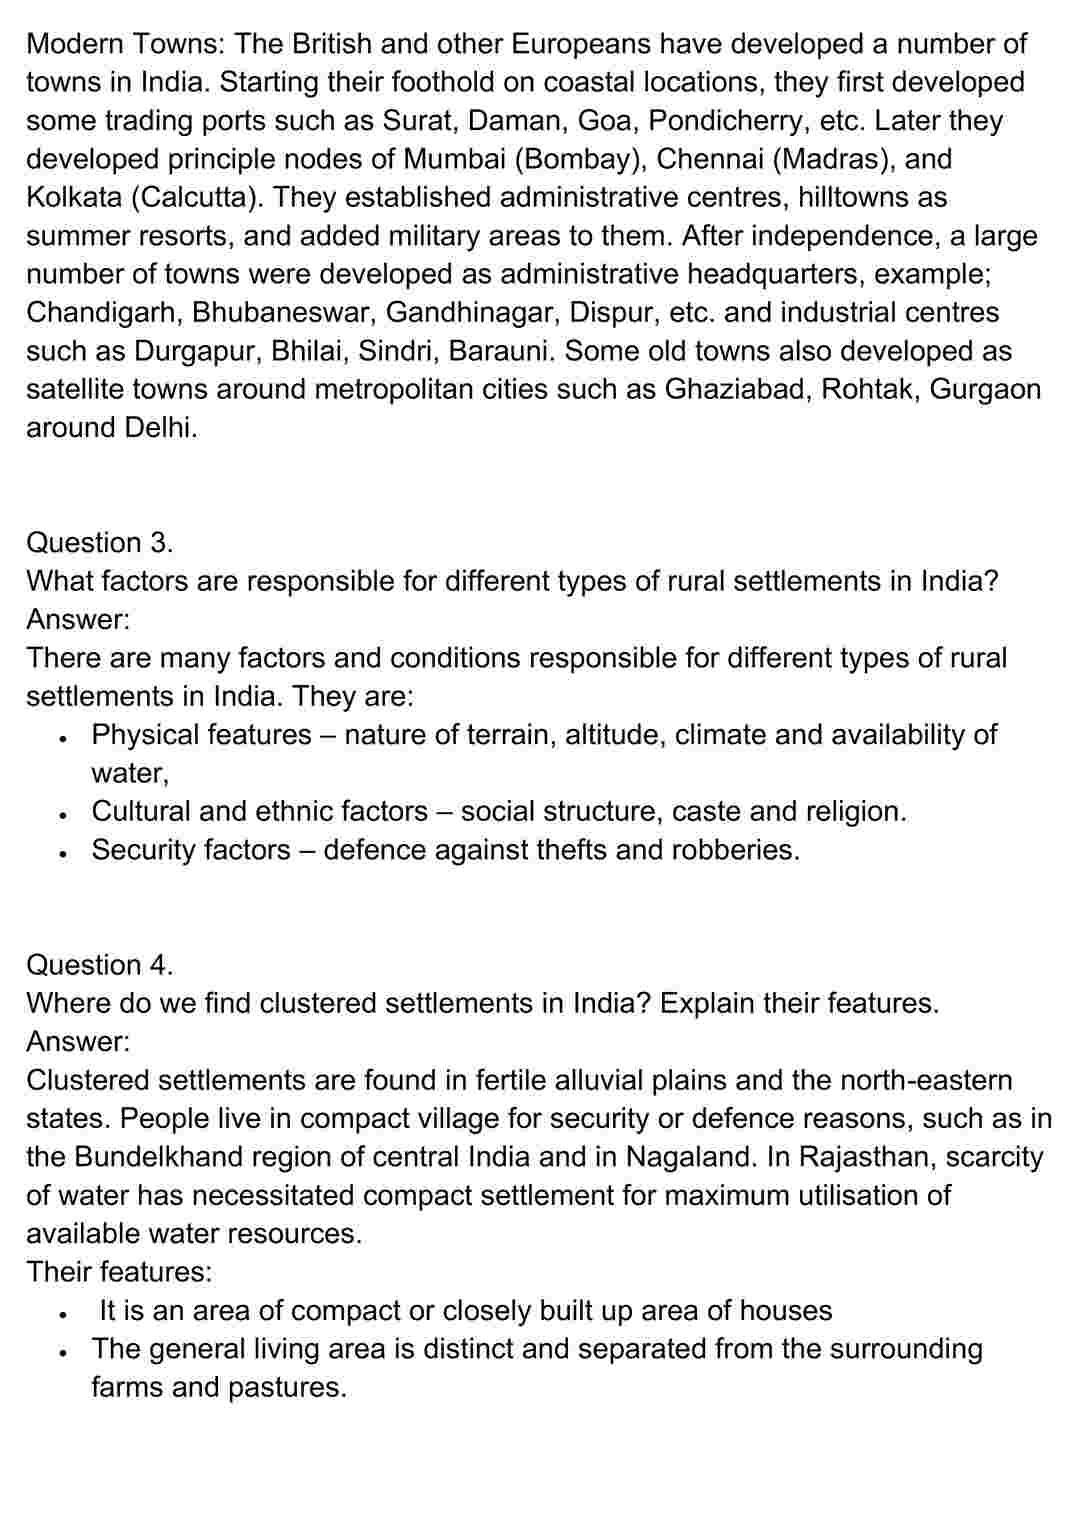 Modern Towns: The British and other Europeans have developed a number of
towns in India. Starting their foothold on coastal locations, they first developed
some trading ports such as Surat, Daman, Goa, Pondicherry, etc. Later they
developed principle nodes of Mumbai (Bombay), Chennai (Madras), and
Kolkata (Calcutta). They established administrative centres, hilltowns as
summer resorts, and added military areas to them. After independence, a large
number of towns were developed as administrative headquarters, example;
Chandigarh, Bhubaneswar, Gandhinagar, Dispur, etc. and industrial centres
such as Durgapur, Bhilai, Sindri, Barauni. Some old towns also developed as
satellite towns around metropolitan cities such as Ghaziabad, Rohtak, Gurgaon
around Delhi.
Question 3.
What factors are responsible for different types of rural settlements in India?
Answer:
There are many factors and conditions responsible for different types of rural
settlements in India. They are:
• Physical features – nature of terrain, altitude, climate and availability of
water,
• Cultural and ethnic factors – social structure, caste and religion.
• Security factors – defence against thefts and robberies.
Question 4.
Where do we find clustered settlements in India? Explain their features.
Answer:
Clustered settlements are found in fertile alluvial plains and the north-eastern
states. People live in compact village for security or defence reasons, such as in
the Bundelkhand region of central India and in Nagaland. In Rajasthan, scarcity
of water has necessitated compact settlement for maximum utilisation of
available water resources.
Their features:
• It is an area of compact or closely built up area of houses
• The general living area is distinct and separated from the surrounding
farms and pastures.